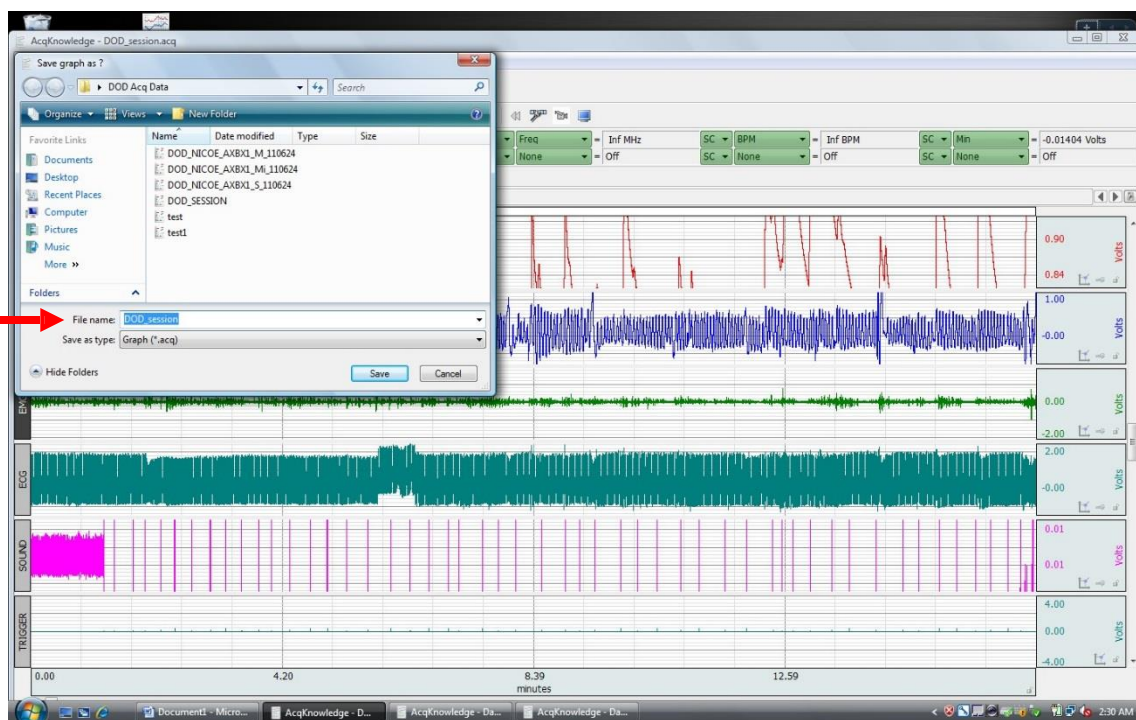 AcqKnowledge - DOD_session.acq
Save graph as ?
DOD Acq Data
Search
Organize Views New Folder
Favorite Links
Documents
Desktop
Recent Places
Computer
Pictures
Music
More »
Folders
Name Date modified Type Size
DOD_NICOE_AXBX1_M_110624
DOD_NICOE_AXBX1_Mi_110624
DOD_NICOE_AXBX1_S_110624
DOD_SESSION
test
test1
File name: DOD_session
Save as type: Graph (*.acq)
Hide Folders
Save Cancel
Freq = Inf MHz SC BPM = Inf BPM SC Min = -0.01404 Volts
None = Off SC None = Off SC None = Off
0.90
0.84
Volts
1.00
-0.00
Volts
EMG
0.00
-2.00
Volts
ECG
2.00
-0.00
Volts
SOUND
0.01
0.01
Volts
TRIGGER
4.00
0.00
-4.00
Volts
0.00 4.20 8.39 12.59
minutes
Document1 - Micro... AcqKnowledge - D... AcqKnowledge - Da... AcqKnowledge - Da... 2:30 AM